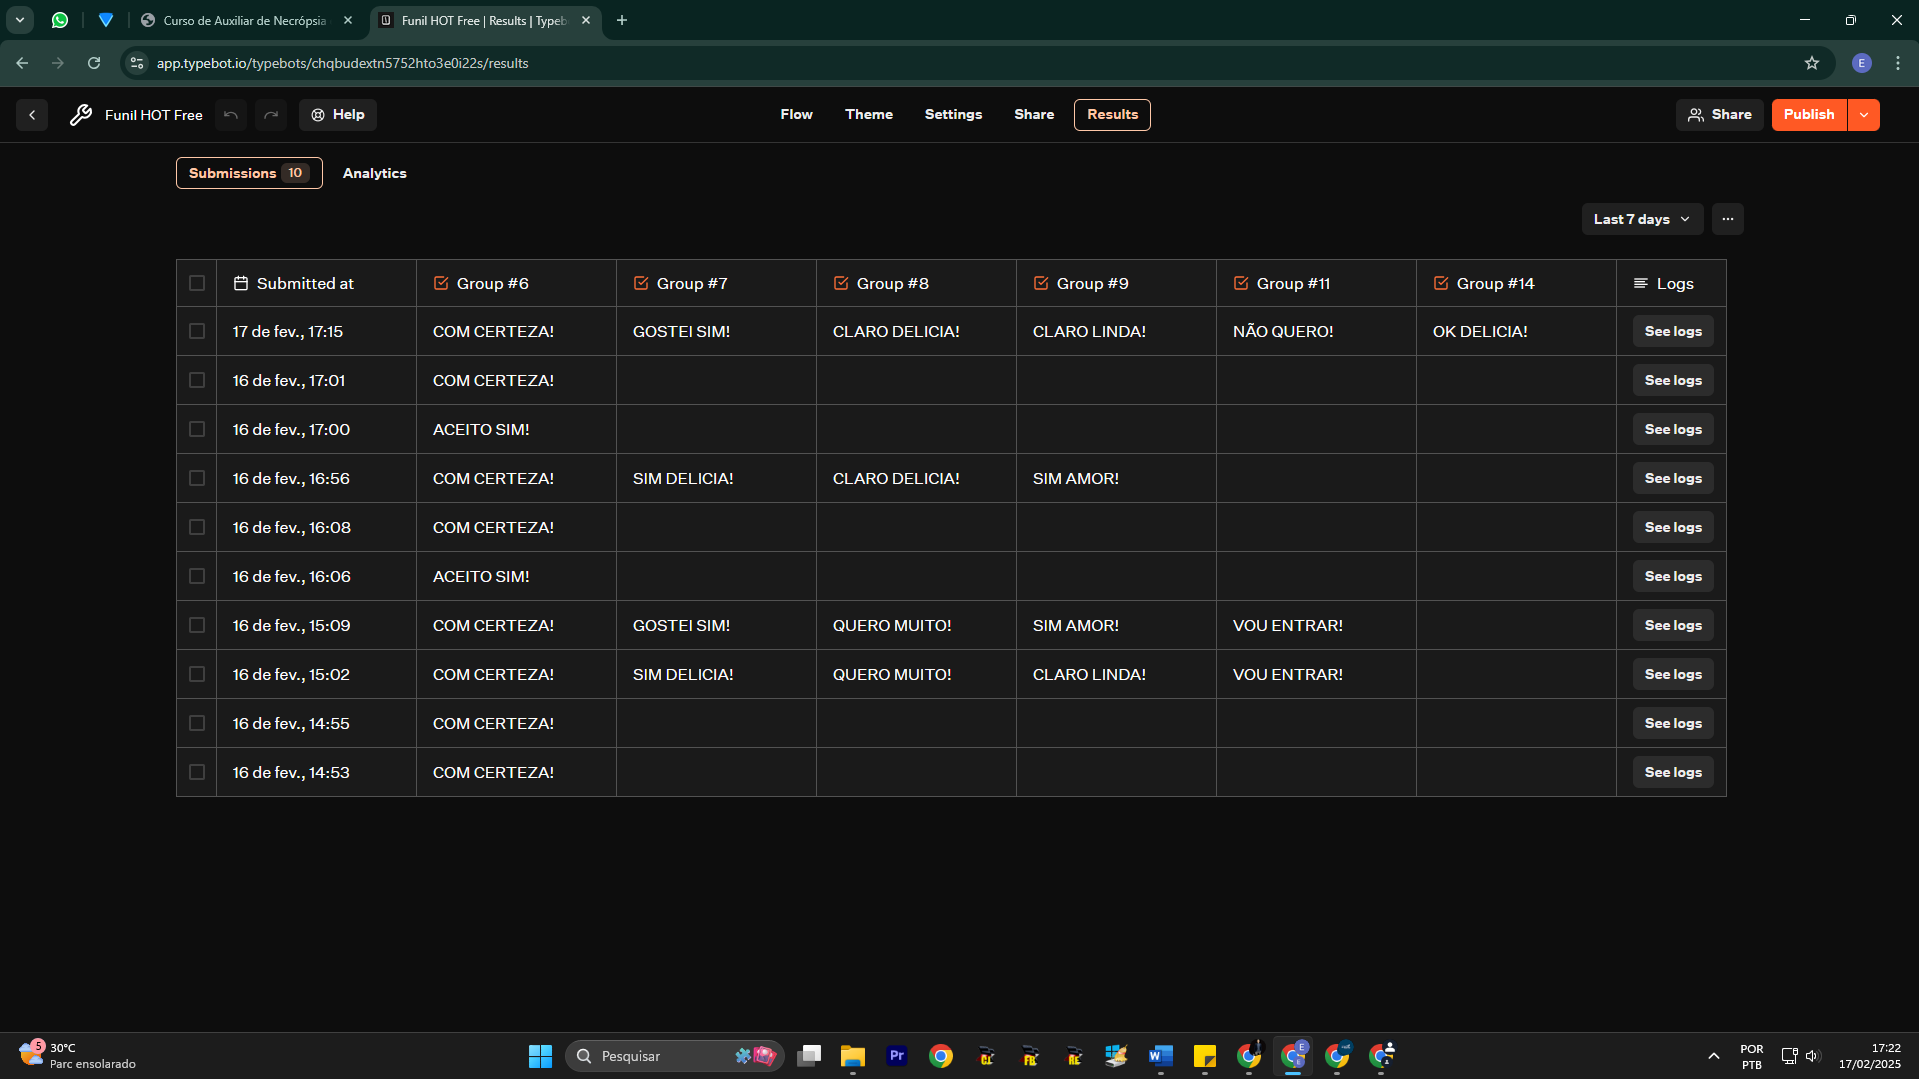 Curso de Auxiliar de Necrópsia
Funil HOT Free | Results | Typeb
app.typebot.io/typebots/chqbudextn5752hto3e0i22s/results
E
Funil HOT Free
Help
Flow
Theme
Settings
Share
Results
Share
Publish
Submissions 10
Analytics
Last 7 days
Submitted at Group #6 Group #7 Group #8 Group #9 Group #11 Group #14 Logs
17 de fev., 17:15 COM CERTEZA! GOSTEI SIM! CLARO DELICIA! CLARO LINDA! NÃO QUERO! OK DELICIA! See logs
16 de fev., 17:01 COM CERTEZA! See logs
16 de fev., 17:00 ACEITO SIM! See logs
16 de fev., 16:56 COM CERTEZA! SIM DELICIA! CLARO DELICIA! SIM AMOR! See logs
16 de fev., 16:08 COM CERTEZA! See logs
16 de fev., 16:06 ACEITO SIM! See logs
16 de fev., 15:09 COM CERTEZA! GOSTEI SIM! QUERO MUITO! SIM AMOR! VOU ENTRAR! See logs
16 de fev., 15:02 COM CERTEZA! SIM DELICIA! QUERO MUITO! CLARO LINDA! VOU ENTRAR! See logs
16 de fev., 14:55 COM CERTEZA! See logs
16 de fev., 14:53 COM CERTEZA! See logs
5
30°C
Parc ensolarado
Pesquisar
Pr
CL
FB
AE
W
E
POR
PTB
17:22
17/02/2025